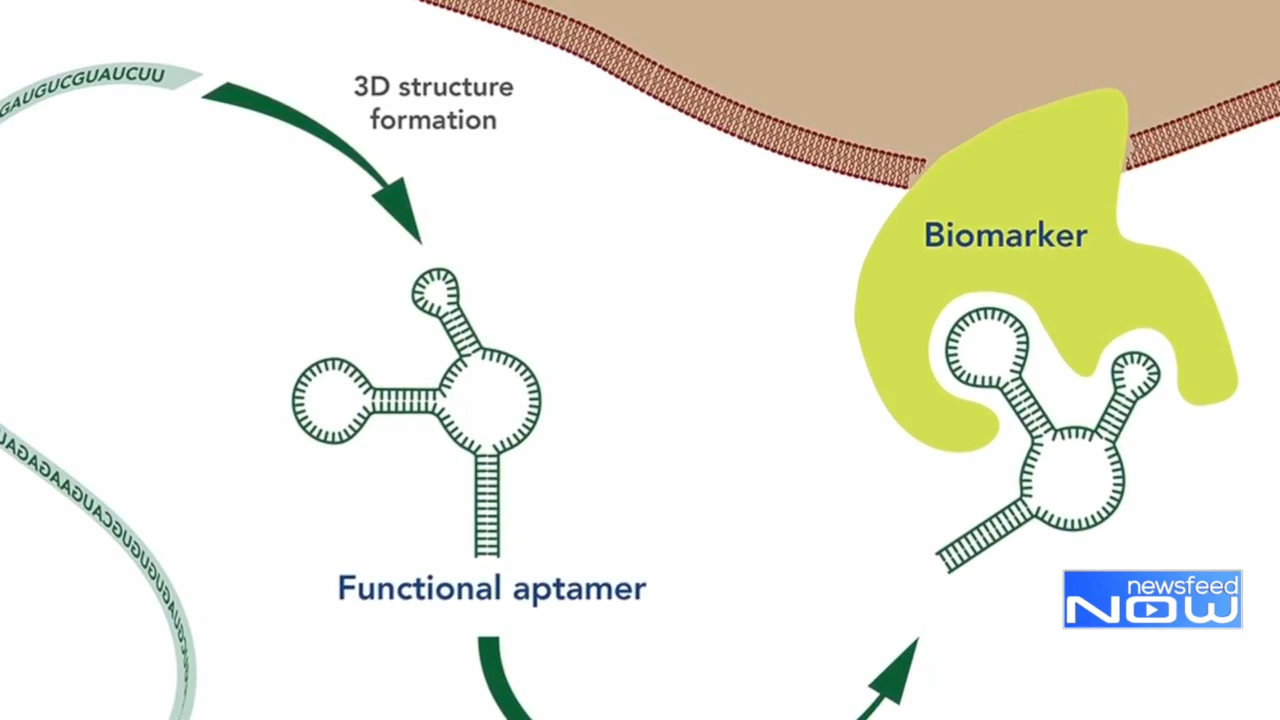 GAUGUCGUAUCUU
3D structure
formation
Biomarker
Functional aptamer
newsfeed
NOW